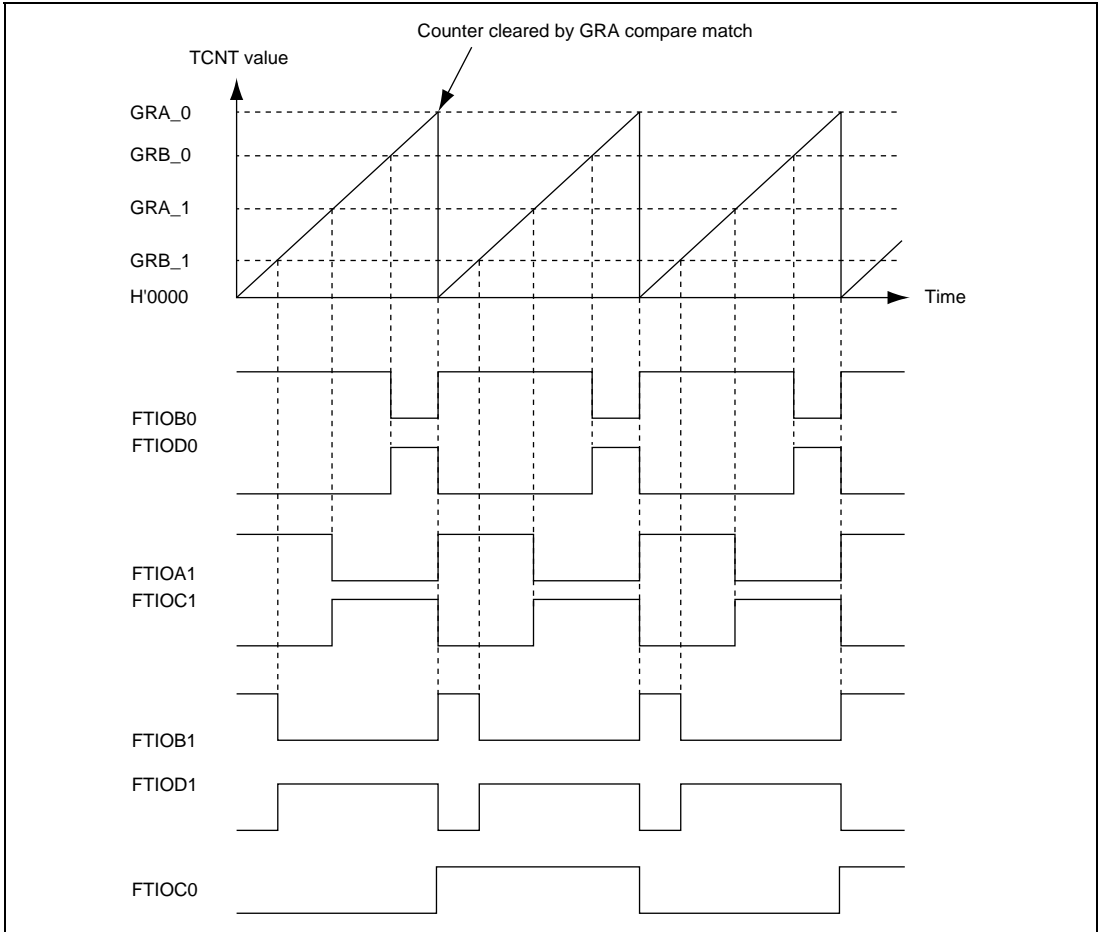 Counter cleared by GRA compare match
TCNT value
GRA_0
GRB_0
GRA_1
GRB_1
H'0000
Time
FTIOB0
FTIOD0
FTIOA1
FTIOC1
FTIOB1
FTIOD1
FTIOC0